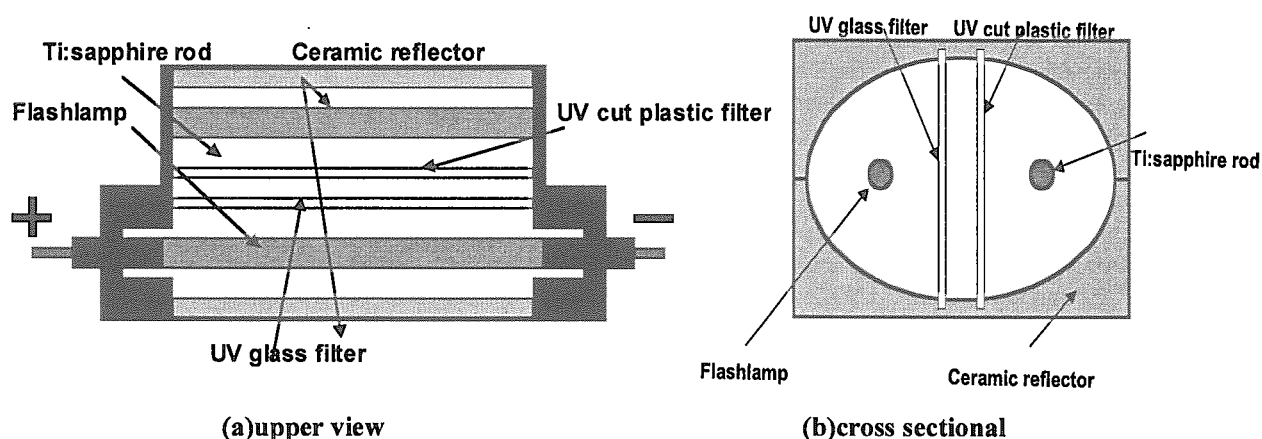 Ti:sapphire rod
Ceramic reflector
Flashlamp
UV cut plastic filter
+
−
UV glass filter
(a)upper view
UV glass filter
UV cut plastic filter
Ti:sapphire rod
Flashlamp
Ceramic reflector
(b)cross sectional